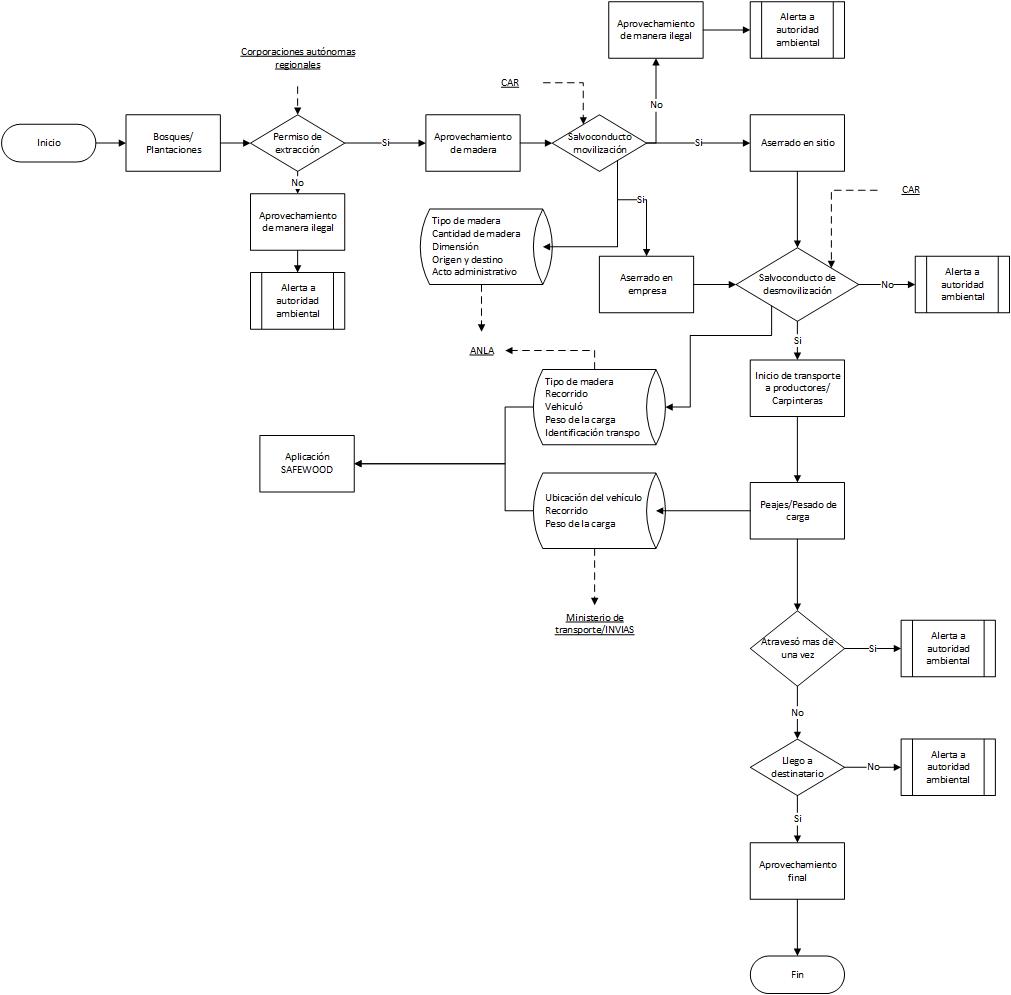 Aprovechamiento
de manera ilegal
Alerta a
autoridad
ambiental
Corporaciones autónomas
regionales
CAR
No
Inicio
Bosques/
Plantaciones
Permiso de
extracción
Si
Aprovechamiento
de madera
Salvoconducto
movilización
Si
Aserrado en sitio
No
Aprovechamiento
de manera ilegal
Alerta a
autoridad
ambiental
Si
CAR
Tipo de madera
Cantidad de madera
Dimensión
Origen y destino
Acto administrativo
Aserrado en
empresa
Salvoconducto de
desmovilización
No
Alerta a
autoridad
ambiental
Si
ANLA
Tipo de madera
Recorrido
Vehiculó
Peso de la carga
Identificación transpo
Inicio de transporte
a productores/
Carpinteras
Aplicación
SAFEWOOD
Ubicación del vehículo
Recorrido
Peso de la carga
Peajes/Pesado de
carga
Ministerio de
transporte/INVIAS
Atravesó mas de
una vez
Si
Alerta a
autoridad
ambiental
No
Llego a
destinatario
No
Alerta a
autoridad
ambiental
Si
Aprovechamiento
final
Fin